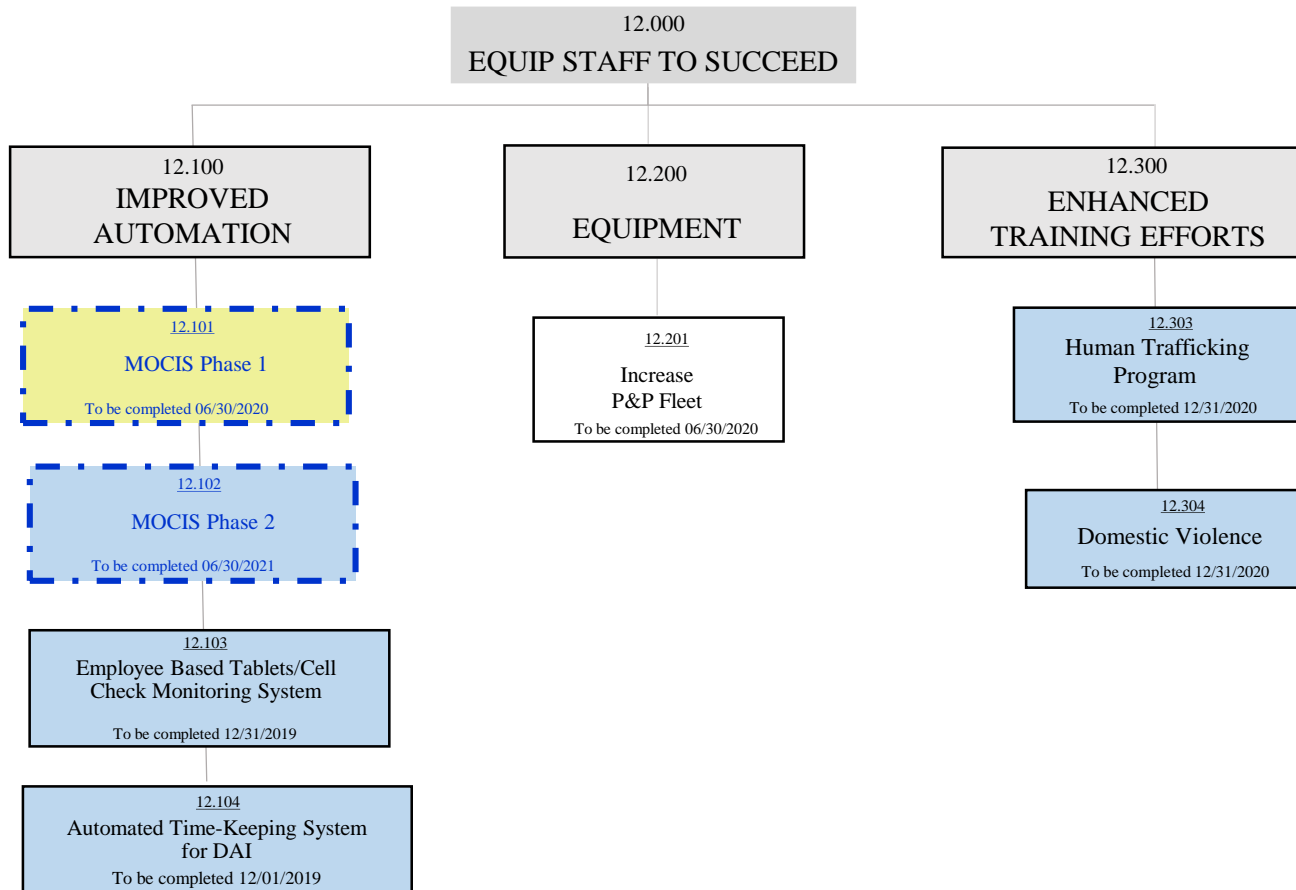 12.000
EQUIP STAFF TO SUCCEED
12.100
IMPROVED
AUTOMATION
12.101
MOCIS Phase 1
To be completed 06/30/2020
12.102
MOCIS Phase 2
To be completed 06/30/2021
12.103
Employee Based Tablets/Cell
Check Monitoring System
To be completed 12/31/2019
12.104
Automated Time-Keeping System
for DAI
To be completed 12/01/2019
12.200
EQUIPMENT
12.201
Increase
P&P Fleet
To be completed 06/30/2020
12.300
ENHANCED
TRAINING EFFORTS
12.303
Human Trafficking
Program
To be completed 12/31/2020
12.304
Domestic Violence
To be completed 12/31/2020